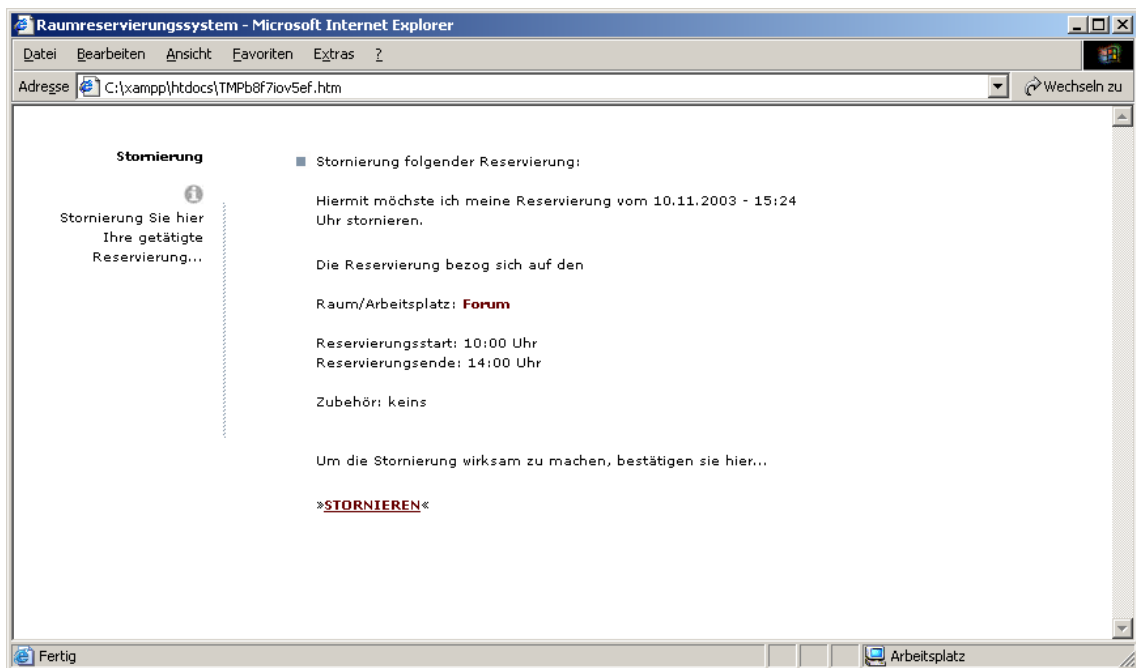 Raumreservierungssystem - Microsoft Internet Explorer
Datei Bearbeiten Ansicht Favoriten Extras ?
Adresse C:\xampp\htdocs\TMPb8f7iov5ef.htm Wechseln zu
Stornierung
Stornierung Sie hier
Ihre getätigte
Reservierung...
Stornierung folgender Reservierung:
Hiermit möchste ich meine Reservierung vom 10.11.2003 - 15:24
Uhr stornieren.
Die Reservierung bezog sich auf den
Raum/Arbeitsplatz: Forum
Reservierungsstart: 10:00 Uhr
Reservierungsende: 14:00 Uhr
Zubehör: keins
Um die Stornierung wirksam zu machen, bestätigen sie hier...
»STORNIEREN«
Fertig Arbeitsplatz